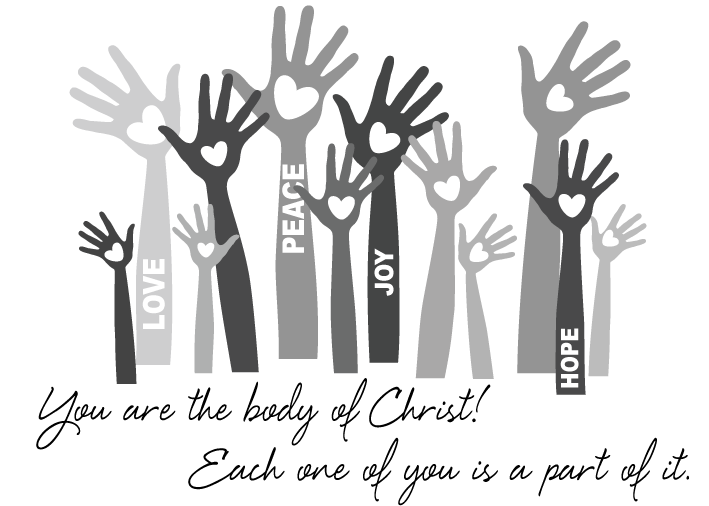 PEACE
LOVE
JOY
HOPE
You are the body of Christ!
Each one of you is a part of it.